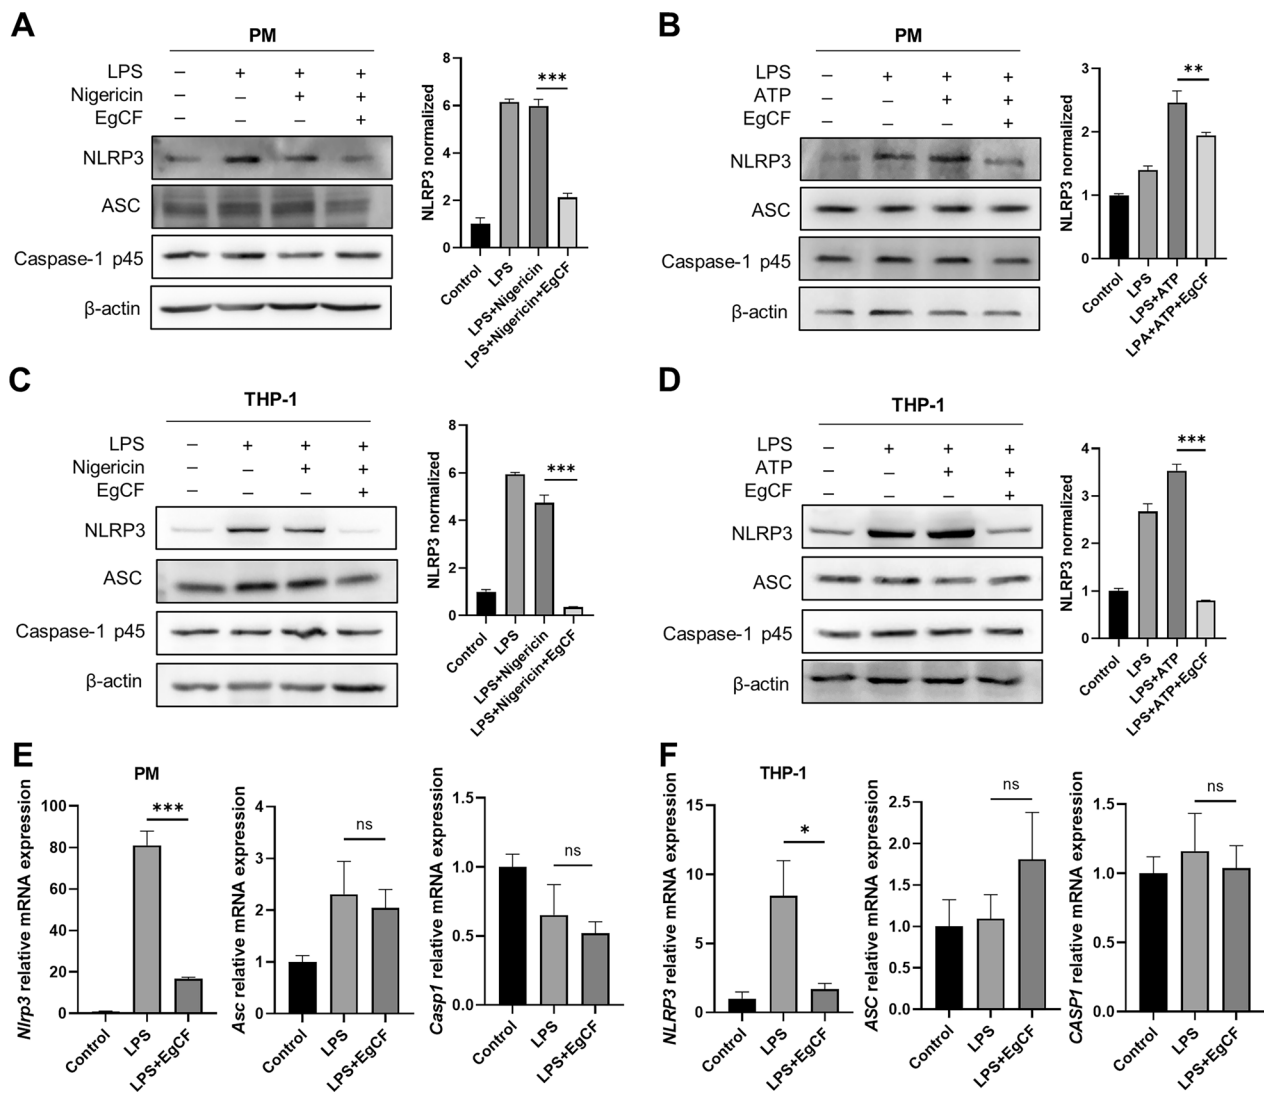 A
PM
LPS – + + +
Nigericin – – + +
EgCF – – – +
NLRP3
ASC
Caspase-1 p45
β-actin
NLRP3 normalized
8
6
4
2
0
***
Control
LPS
LPS+Nigericin
LPS+Nigericin+EgCF
B
PM
LPS – + + +
ATP – – + +
EgCF – – – +
NLRP3
ASC
Caspase-1 p45
β-actin
NLRP3 normalized
3
2
1
0
**
Control
LPS
LPS+ATP
LPA+ATP+EgCF
C
THP-1
LPS – + + +
Nigericin – – + +
EgCF – – – +
NLRP3
ASC
Caspase-1 p45
β-actin
NLRP3 normalized
8
6
4
2
0
***
Control
LPS
LPS+Nigericin
LPS+Nigericin+EgCF
D
THP-1
LPS – + + +
ATP – – + +
EgCF – – – +
NLRP3
ASC
Caspase-1 p45
β-actin
NLRP3 normalized
4
3
2
1
0
***
Control
LPS
LPS+ATP
LPS+ATP+EgCF
E
PM
Nlrp3 relative mRNA expression
100
80
60
40
20
0
***
Control
LPS
LPS+EgCF
Asc relative mRNA expression
4
3
2
1
0
ns
Control
LPS
LPS+EgCF
Casp1 relative mRNA expression
1.5
1.0
0.5
0.0
ns
Control
LPS
LPS+EgCF
F
THP-1
NLRP3 relative mRNA expression
15
10
5
0
*
Control
LPS
LPS+EgCF
ASC relative mRNA expression
2.5
2.0
1.5
1.0
0.5
0.0
ns
Control
LPS
LPS+EgCF
CASP1 relative mRNA expression
1.5
1.0
0.5
0.0
ns
Control
LPS
LPS+EgCF